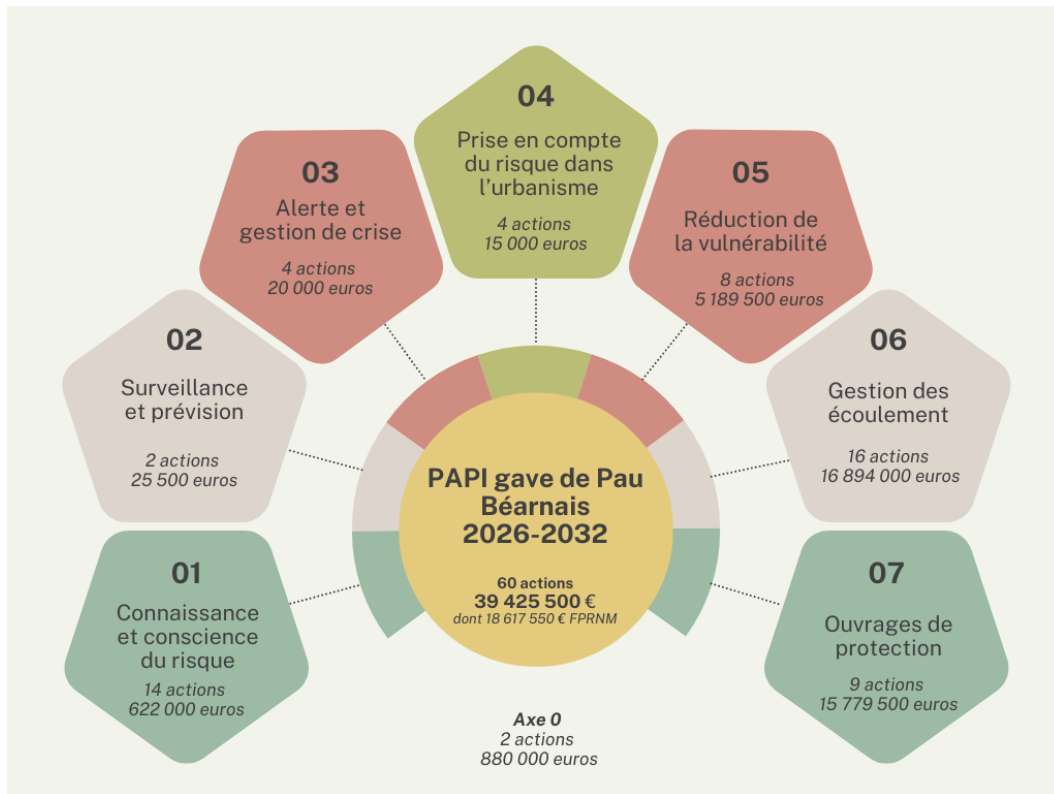 04
Prise en compte
du risque dans
l'urbanisme
4 actions
15 000 euros
03
Alerte et
gestion de crise
4 actions
20 000 euros
05
Réduction de
la vulnérabilité
8 actions
5 189 500 euros
02
Surveillance
et prévision
2 actions
25 500 euros
06
Gestion des
écoulement
16 actions
16 894 000 euros
PAPI gave de Pau
Béarnais
2026-2032
60 actions
39 425 500 €
dont 18 617 550 € FPRNM
01
Connaissance
et conscience
du risque
14 actions
622 000 euros
07
Ouvrages de
protection
9 actions
15 779 500 euros
Axe 0
2 actions
880 000 euros